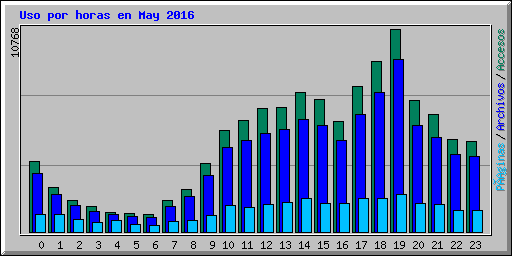 Uso por horas en May 2016
10768
0 1 2 3 4 5 6 7 8 9 10 11 12 13 14 15 16 17 18 19 20 21 22 23
/ Archivos / Accesos